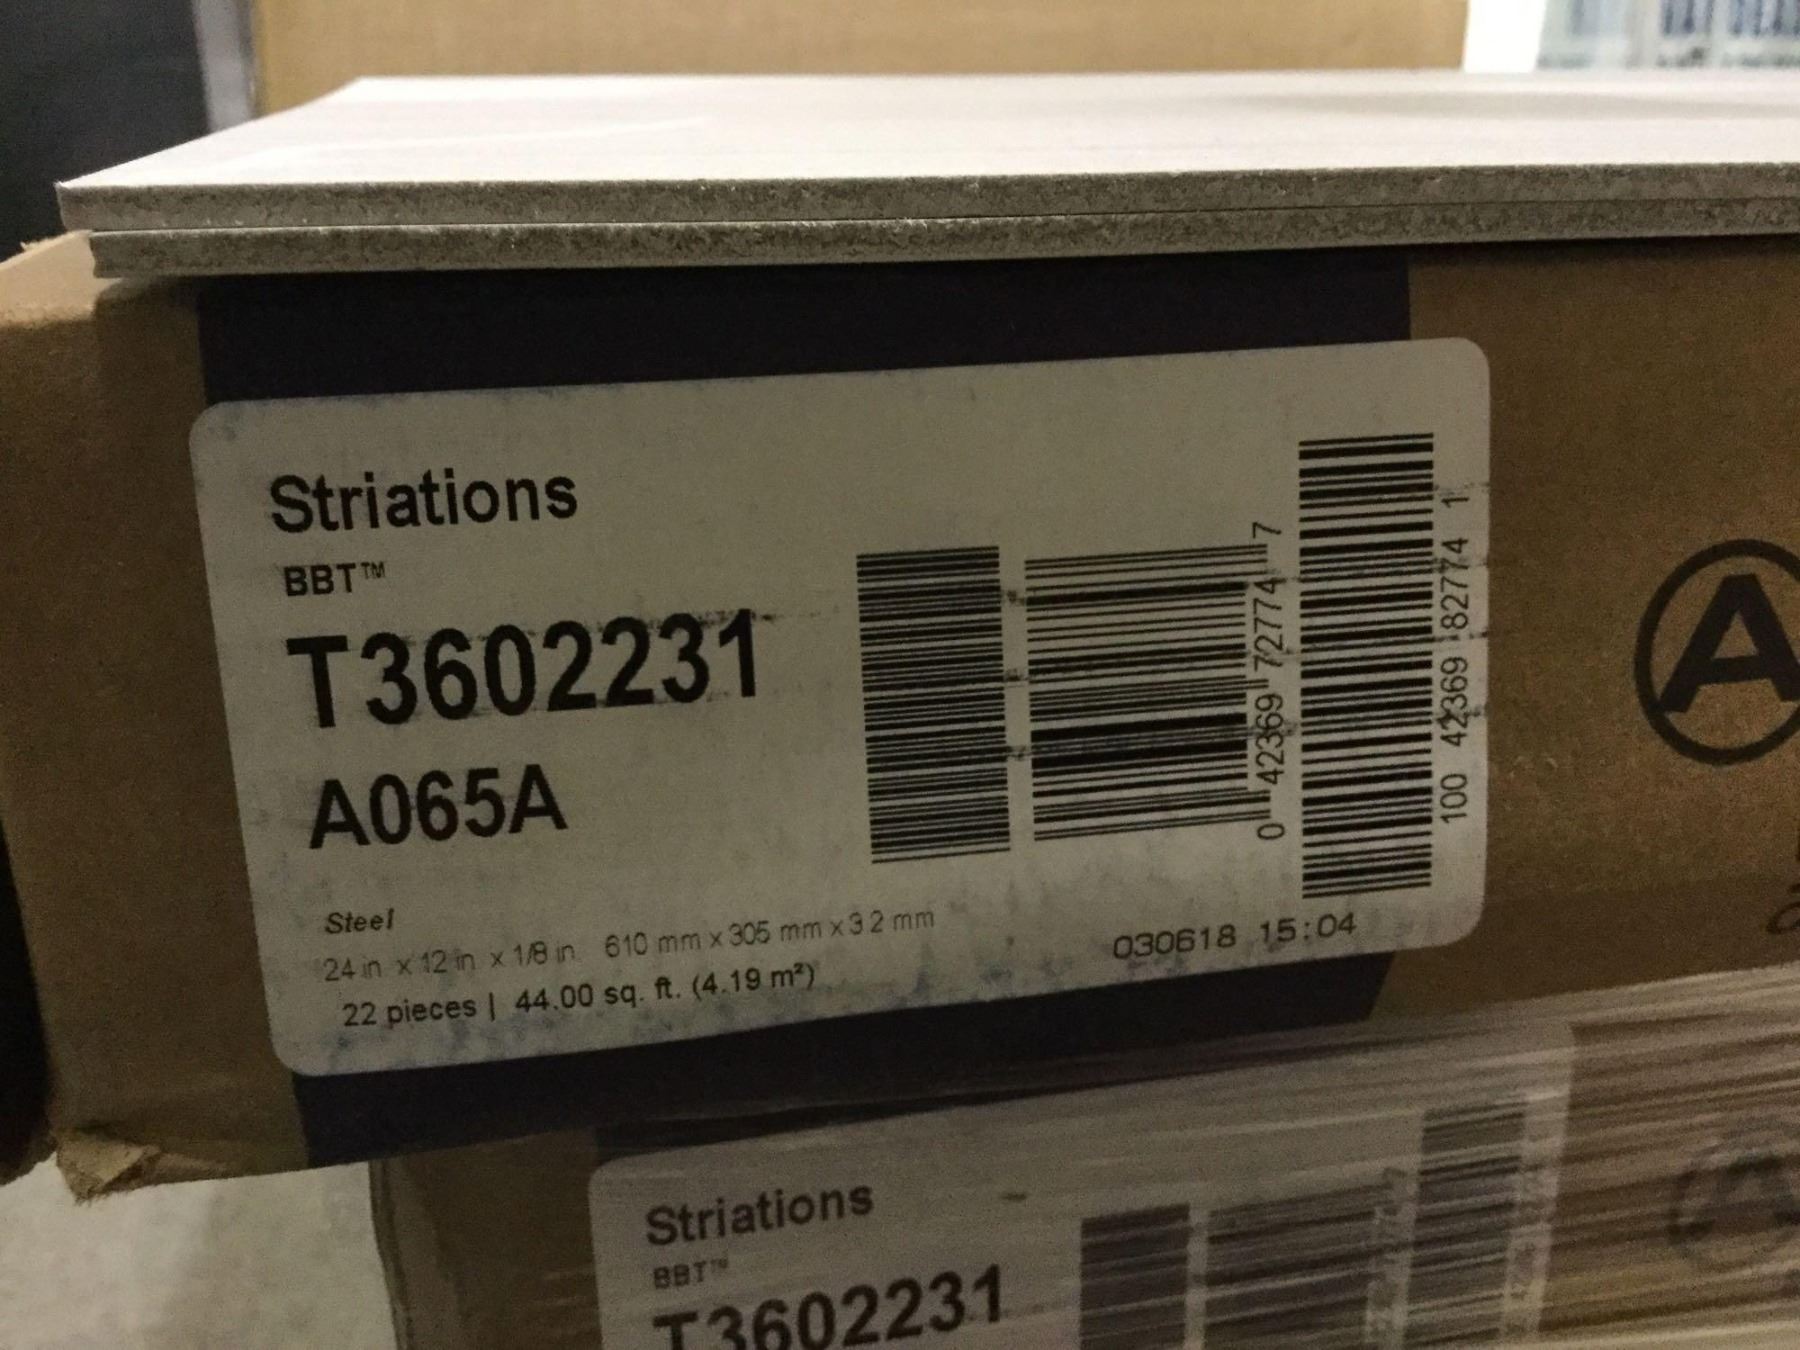 Striations
BBT™
T3602231
A065A
Steel
24 in x 12 in x 1/8 in 610 mm x 305 mm x 3.2 mm
22 pieces | 44.00 sq. ft. (4.19 m²)
0 42369 72774 7
100 42369 82774 1
030618 15:04
A
Striations
BBT™
T3602231